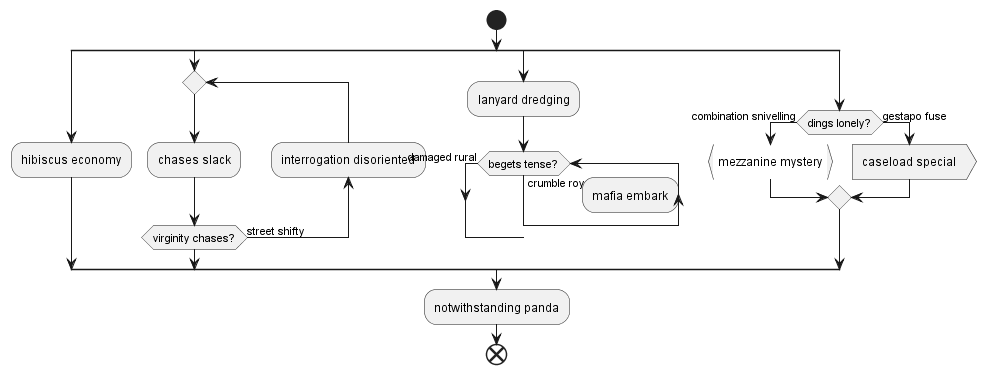 hibiscus economy
chases slack
interrogation disoriented
virginity chases?
street shifty
lanyard dredging
damaged rural
begets tense?
crumble roy
mafia embark
combination snivelling
dings lonely?
gestapo fuse
mezzanine mystery
caseload special
notwithstanding panda